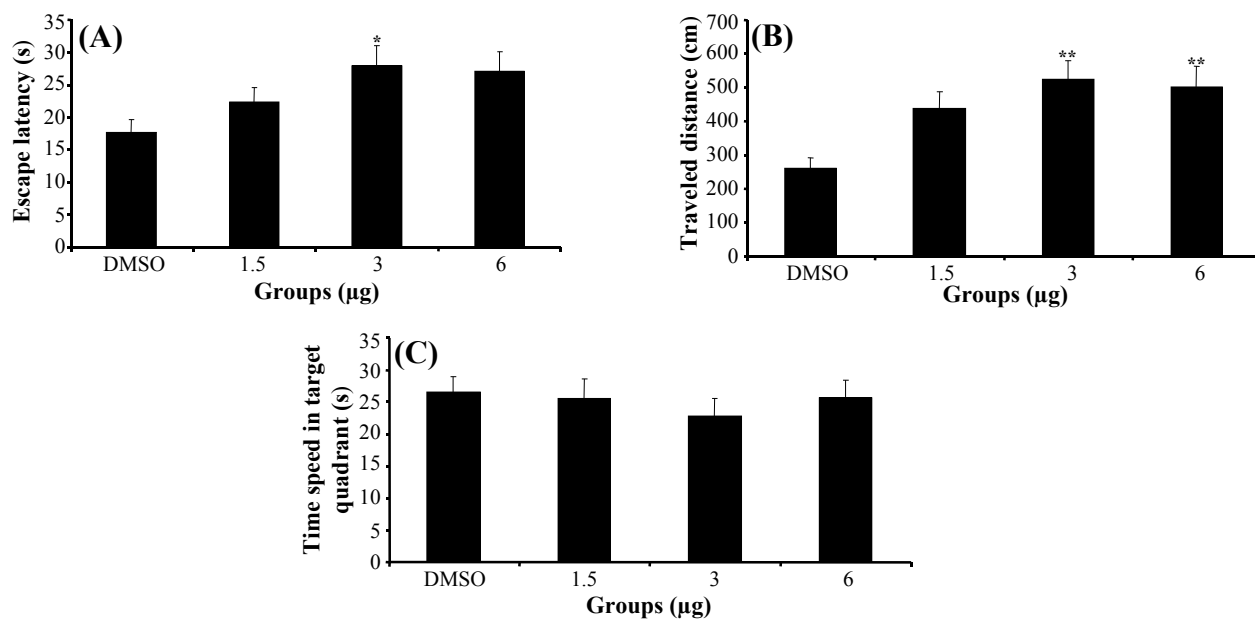 (A)
Escape latency (s)
35
30
25
20
15
10
5
0
*
DMSO 1.5 3 6
Groups (µg)
(B)
Traveled distance (cm)
700
600
500
400
300
200
100
0
** **
DMSO 1.5 3 6
Groups (µg)
(C)
Time speed in target
quadrant (s)
35
30
25
20
15
10
5
0
DMSO 1.5 3 6
Groups (µg)